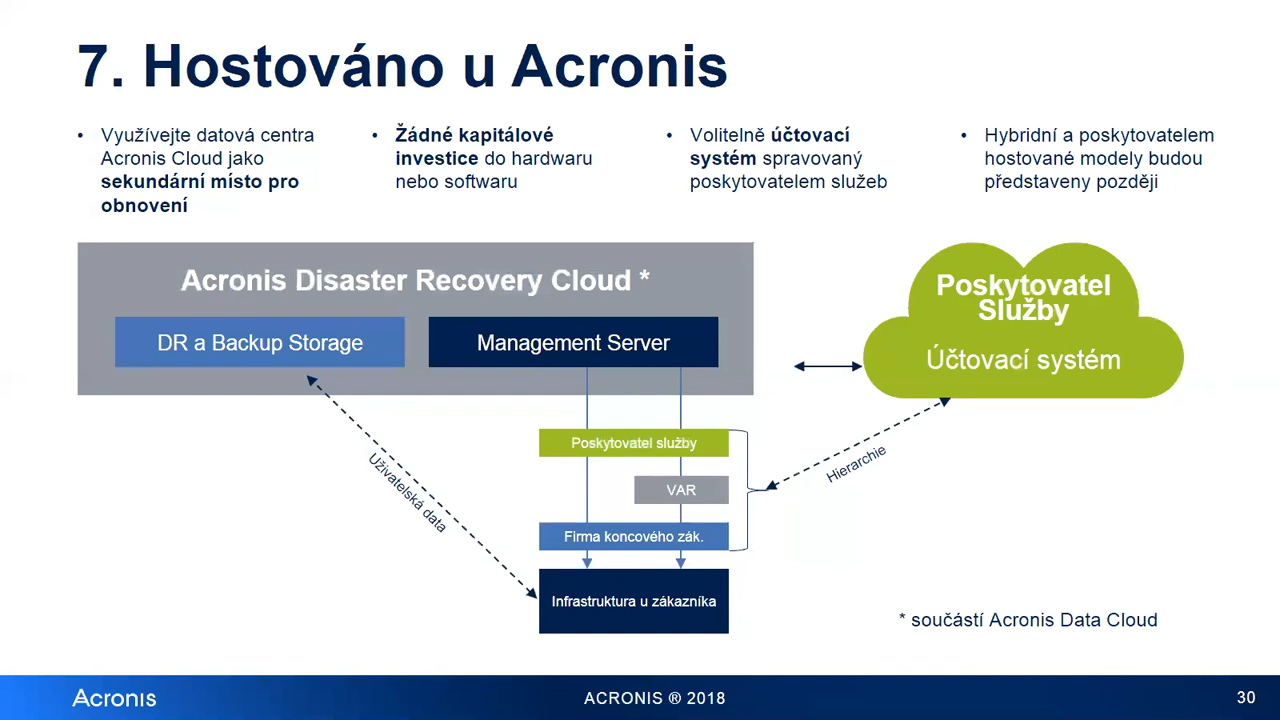 7. Hostováno u Acronis
• Využívejte datová centra
Acronis Cloud jako
sekundární místo pro
obnovení
• Žádné kapitálové
investice do hardwaru
nebo softwaru
• Volitelně účtovací
systém spravovaný
poskytovatelem služeb
• Hybridní a poskytovatelem
hostované modely budou
představeny později
Acronis Disaster Recovery Cloud *
DR a Backup Storage
Management Server
Poskytovatel
Služby
Účtovací systém
Poskytovatel služby
VAR
Firma koncového zák.
Infrastruktura u zákazníka
Uživatelská data
Hierarchie
* součástí Acronis Data Cloud
Acronis
ACRONIS ® 2018
30